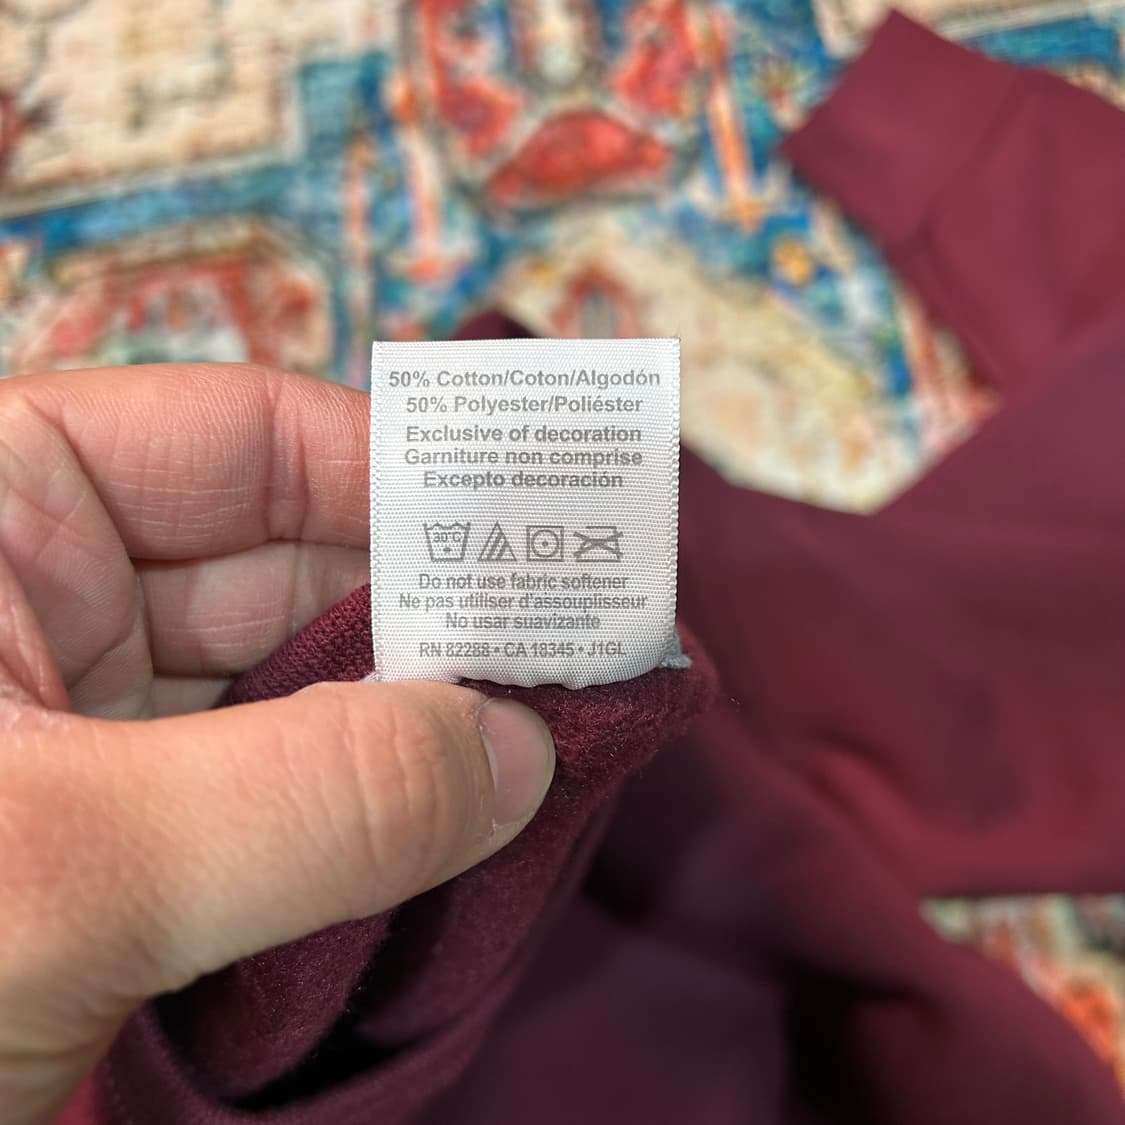 50% Cotton/Coton/Algodón
50% Polyester/Poliéster
Exclusive of decoration
Garniture non comprise
Excepto decoración
30°C
Do not use fabric softener
Ne pas utiliser d'assouplisseur
No usar suavizante
RN 82288 • CA 18345 • J1GL